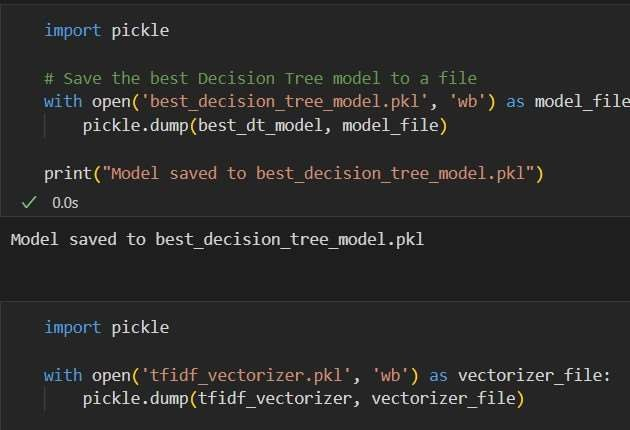 import pickle
# Save the best Decision Tree model to a file
with open('best_decision_tree_model.pkl', 'wb') as model_file
    pickle.dump(best_dt_model, model_file)
print("Model saved to best_decision_tree_model.pkl")
0.0s
Model saved to best_decision_tree_model.pkl
import pickle
with open('tfidf_vectorizer.pkl', 'wb') as vectorizer_file:
    pickle.dump(tfidf_vectorizer, vectorizer_file)